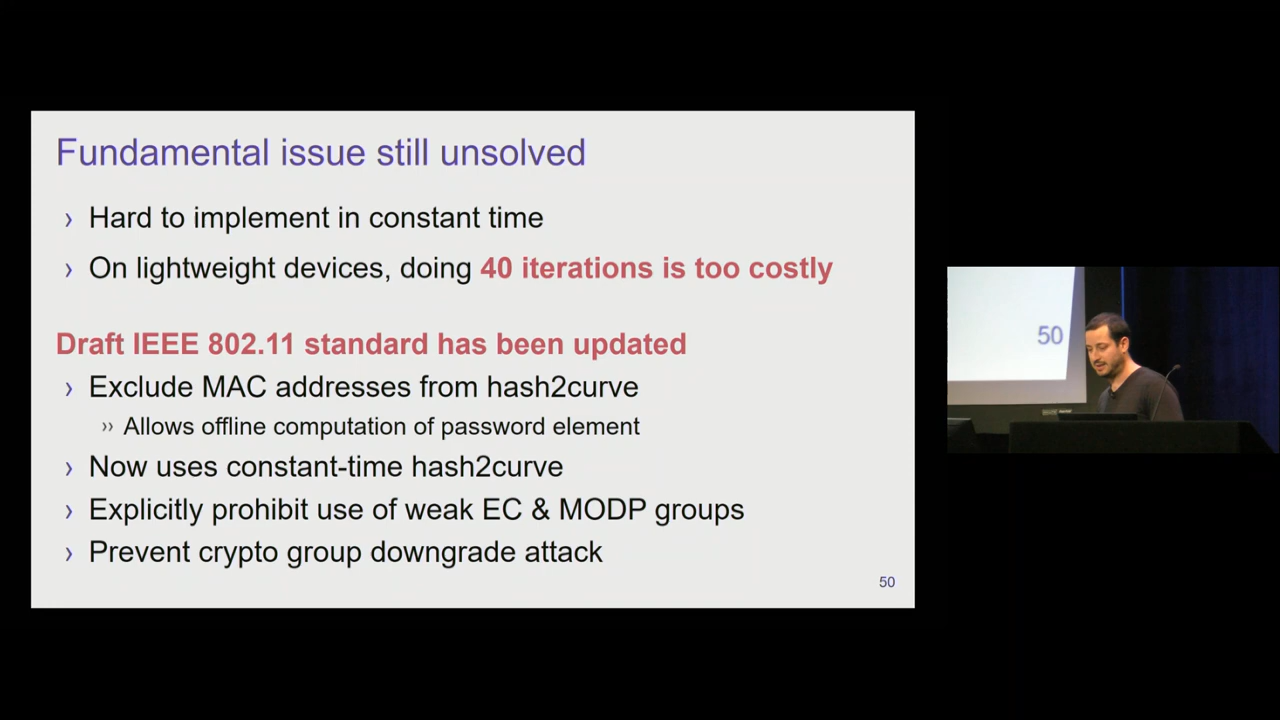 Fundamental issue still unsolved
› Hard to implement in constant time
› On lightweight devices, doing 40 iterations is too costly
Draft IEEE 802.11 standard has been updated
› Exclude MAC addresses from hash2curve
›› Allows offline computation of password element
› Now uses constant-time hash2curve
› Explicitly prohibit use of weak EC & MODP groups
› Prevent crypto group downgrade attack
50
50